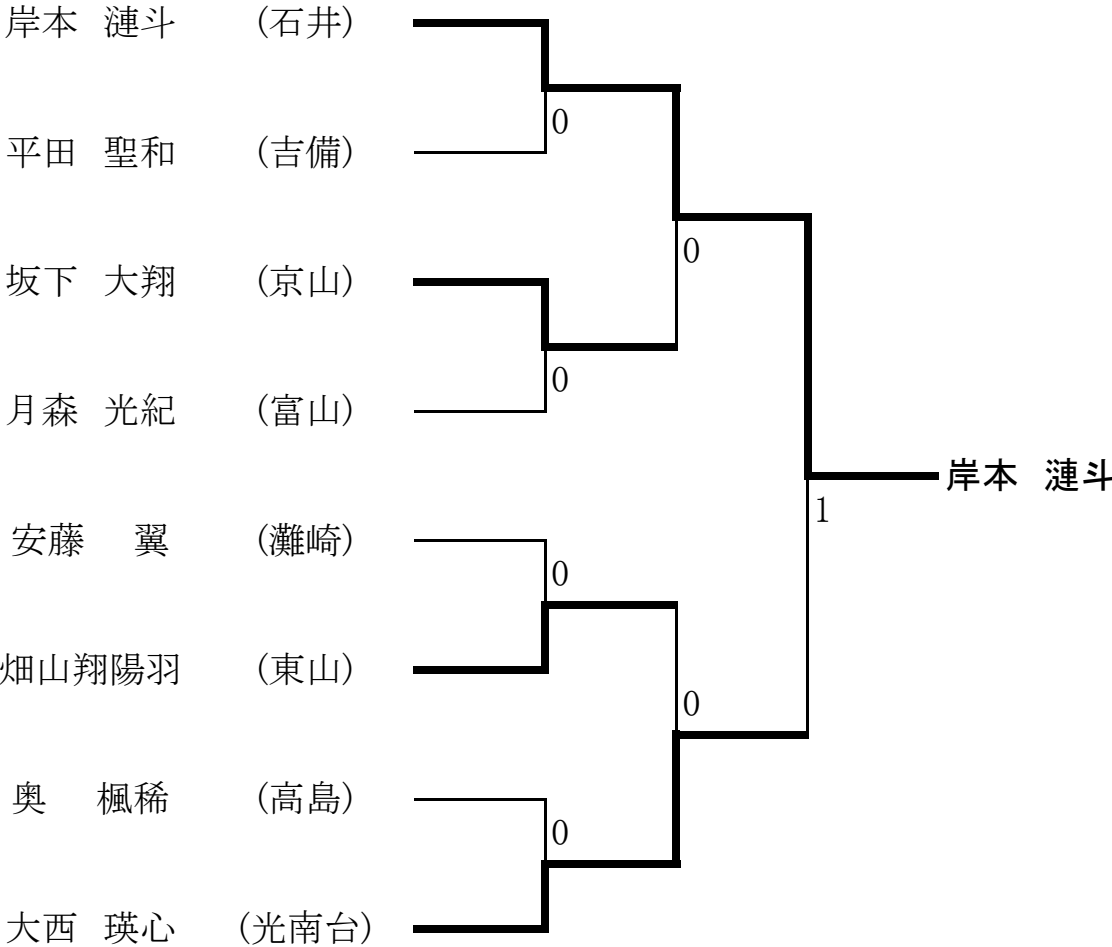 岸本 漣斗 (石井)
0
平田 聖和 (吉備)
0
坂下 大翔 (京山)
0
月森 光紀 (富山)
岸本 漣斗
1
安藤 翼 (灘崎)
0
畑山翔陽羽 (東山)
0
奥 楓稀 (高島)
0
大西 瑛心 (光南台)